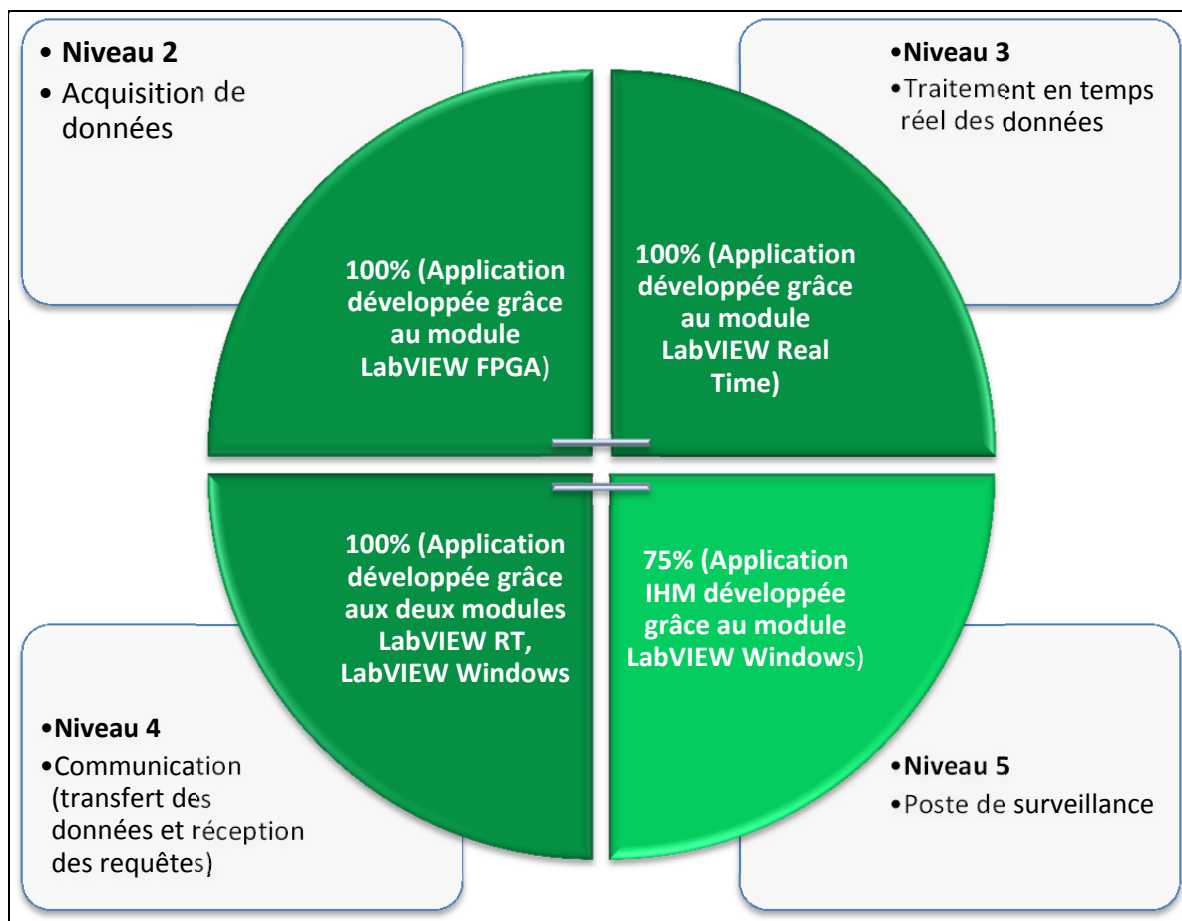 • Niveau 2
• Acquisition de
données
•Niveau 3
•Traitement en temps
réel des données
100% (Application
développée grâce
au module
LabVIEW FPGA)
100% (Application
développée grâce
au module
LabVIEW Real
Time)
100% (Application
développée grâce
aux deux modules
LabVIEW RT,
LabVIEW Windows
75% (Application
IHM développée
grâce au module
LabVIEW Windows)
•Niveau 4
•Communication
(transfert des
données et réception
des requêtes)
•Niveau 5
•Poste de surveillance